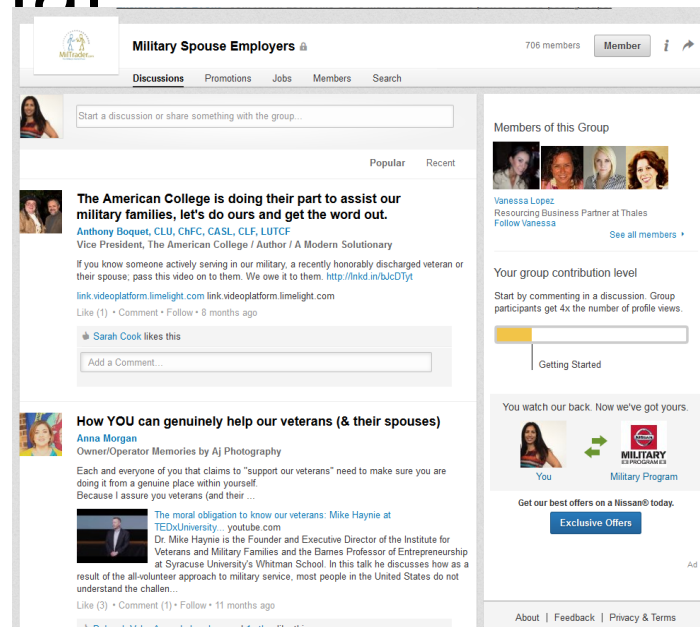 MilTrader.com
Military Spouse Employers
706 members
Member
Discussions Promotions Jobs Members Search
Start a discussion or share something with the group...
Popular Recent
The American College is doing their part to assist our
military families, let's do ours and get the word out.
Anthony Boquet, CLU, ChFC, CASL, CLF, LUTCF
Vice President, The American College / Author / A Modern Solutionary
If you know someone actively serving in our military, a recently honorably discharged veteran or
their spouse; pass this video on to them. We owe it to them. http://lnkd.in/bJcDTyt
link.videoplatform.limelight.com link.videoplatform.limelight.com
Like (1) • Comment • Follow • 8 months ago
Sarah Cook likes this
Add a Comment...
How YOU can genuinely help our veterans (& their spouses)
Anna Morgan
Owner/Operator Memories by Aj Photography
Each and everyone of you that claims to "support our veterans" need to make sure you are
doing it from a genuine place within yourself.
Because I assure you veterans (and their ...
The moral obligation to know our veterans: Mike Haynie at
TEDxUniversity... youtube.com
Dr. Mike Haynie is the Founder and Executive Director of the Institute for
Veterans and Military Families and the Barnes Professor of Entrepreneurship
at Syracuse University's Whitman School. In this talk he discusses how as a
result of the all-volunteer approach to military service, most people in the United States do not
understand the challen...
Like (3) • Comment (1) • Follow • 11 months ago
Members of this Group
Vanessa Lopez
Resourcing Business Partner at Thales
Follow Vanessa
See all members
Your group contribution level
Start by commenting in a discussion. Group
participants get 4x the number of profile views.
Getting Started
You watch our back. Now we've got yours.
NISSAN
MILITARY
PROGRAM
You Military Program
Get our best offers on a Nissan® today.
Exclusive Offers
Ad
About | Feedback | Privacy & Terms